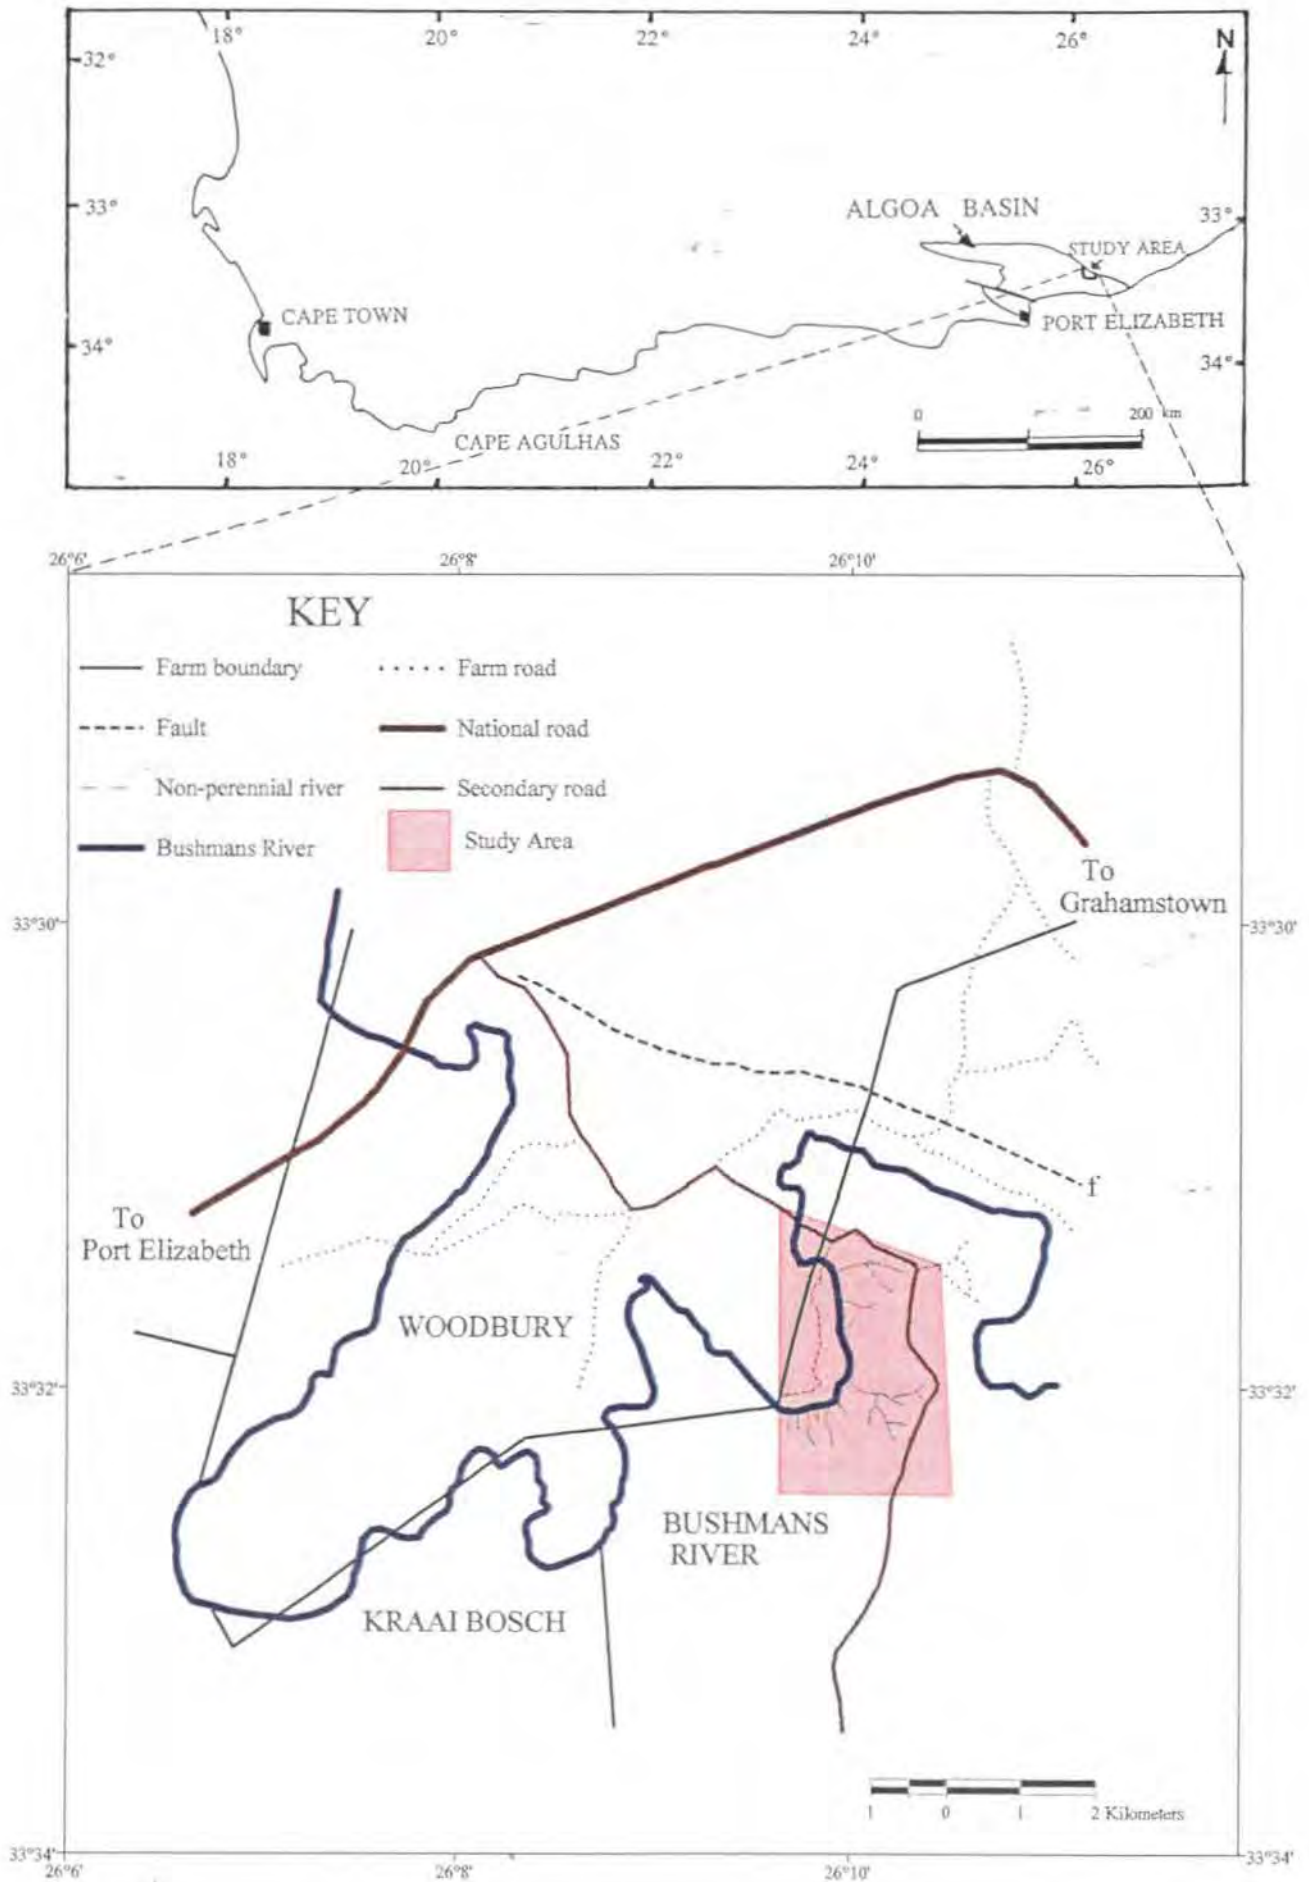 18°
20°
22°
24°
26°
N
32°
33°
ALGOA BASIN
33°
STUDY AREA
CAPE TOWN
PORT ELIZABETH
34°
34°
0
200 km
CAPE AGULHAS
18°
20°
22°
24°
26°
26°6'
26°8'
26°10'
KEY
Farm boundary
Farm road
Fault
National road
Non-perennial river
Secondary road
Bushmans River
Study Area
To
Grahamstown
33°30'
33°30'
f
To
Port Elizabeth
WOODBURY
33°32'
33°32'
BUSHMANS
RIVER
KRAAI BOSCH
1 0 1 2 Kilometers
33°34'
33°34'
26°6'
26°8'
26°10'